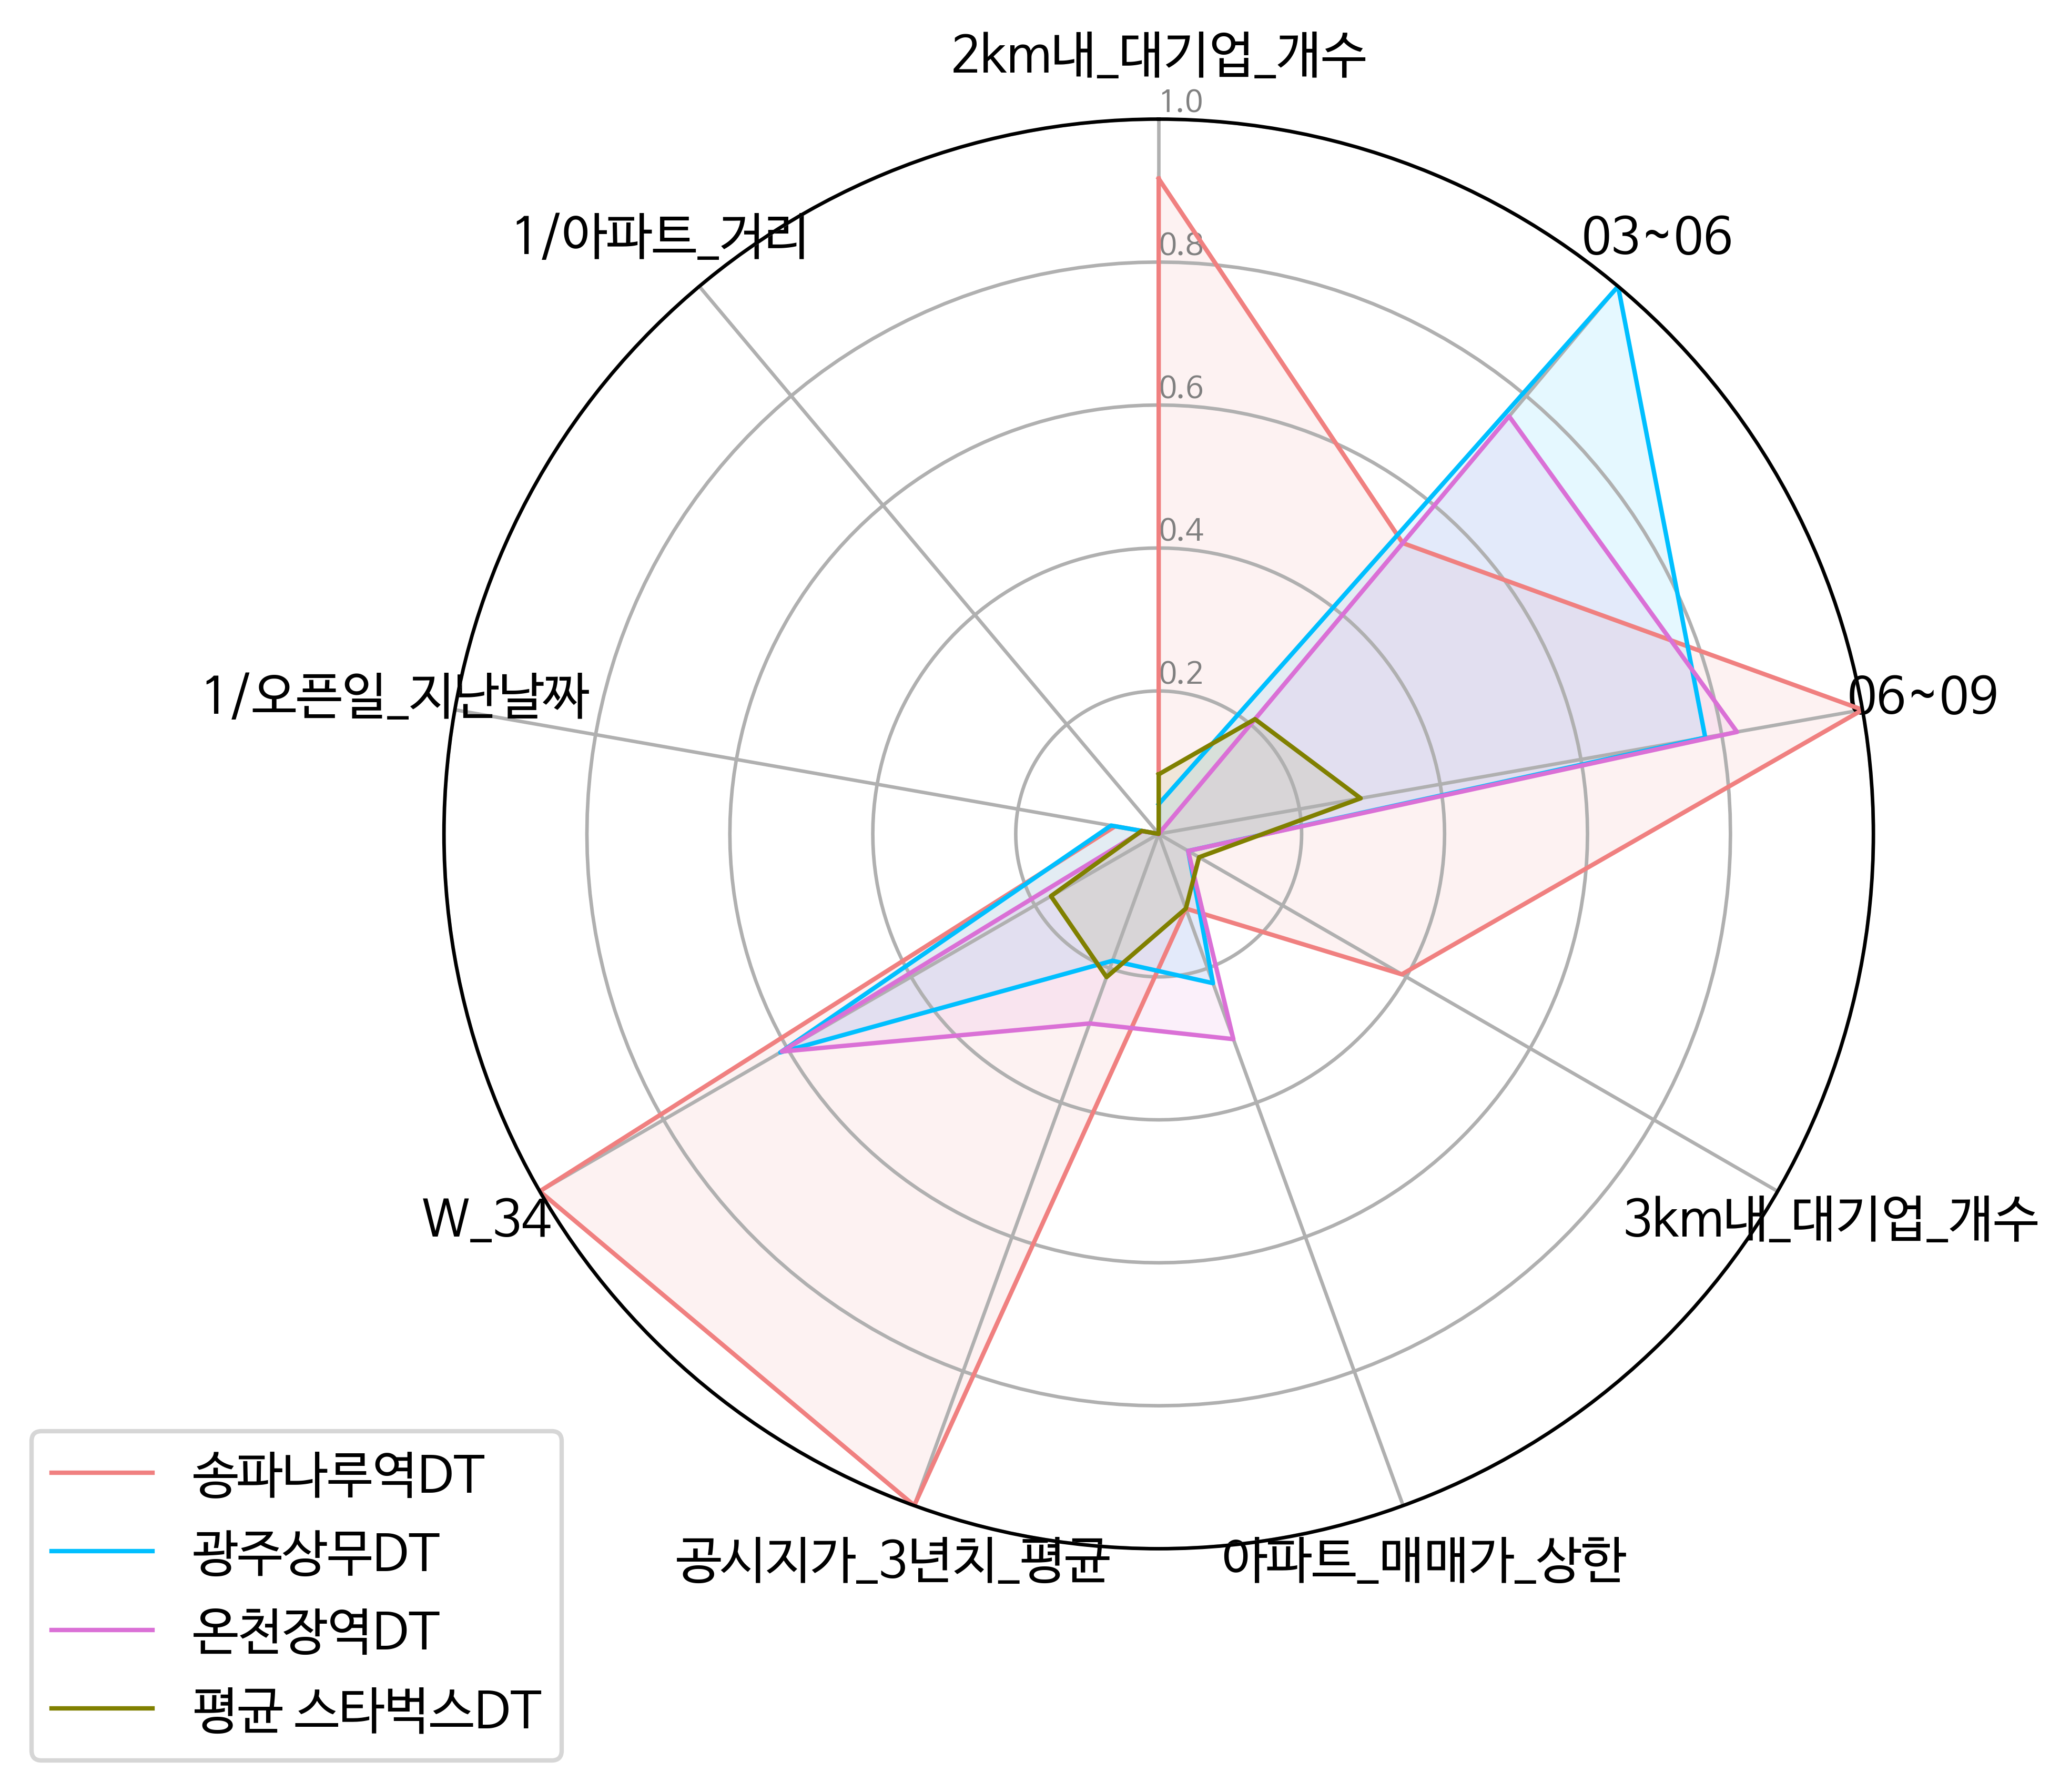 2km내_대기업_개수
1.0
1/아파트_거리
03~06
0.8
0.6
0.4
0.2
1/오픈일_지난날짜
06~09
W_34
3km내_대기업_개수
공시지가_3년치_평균
아파트_매매가_상한
송파나루역DT
광주상무DT
온천장역DT
평균 스타벅스DT